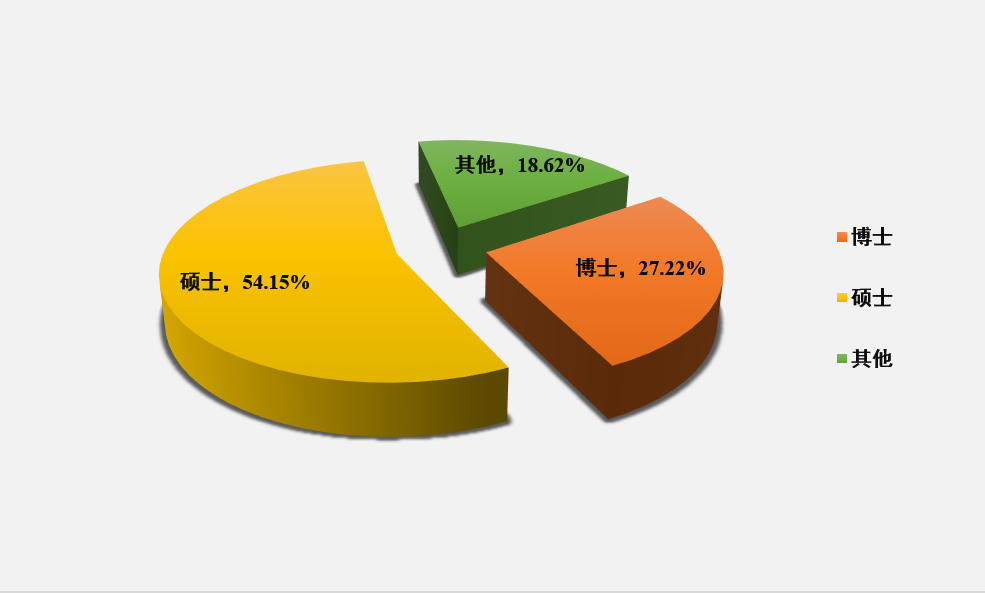 其他，18.62%
博士，27.22%
硕士，54.15%
博士
硕士
其他